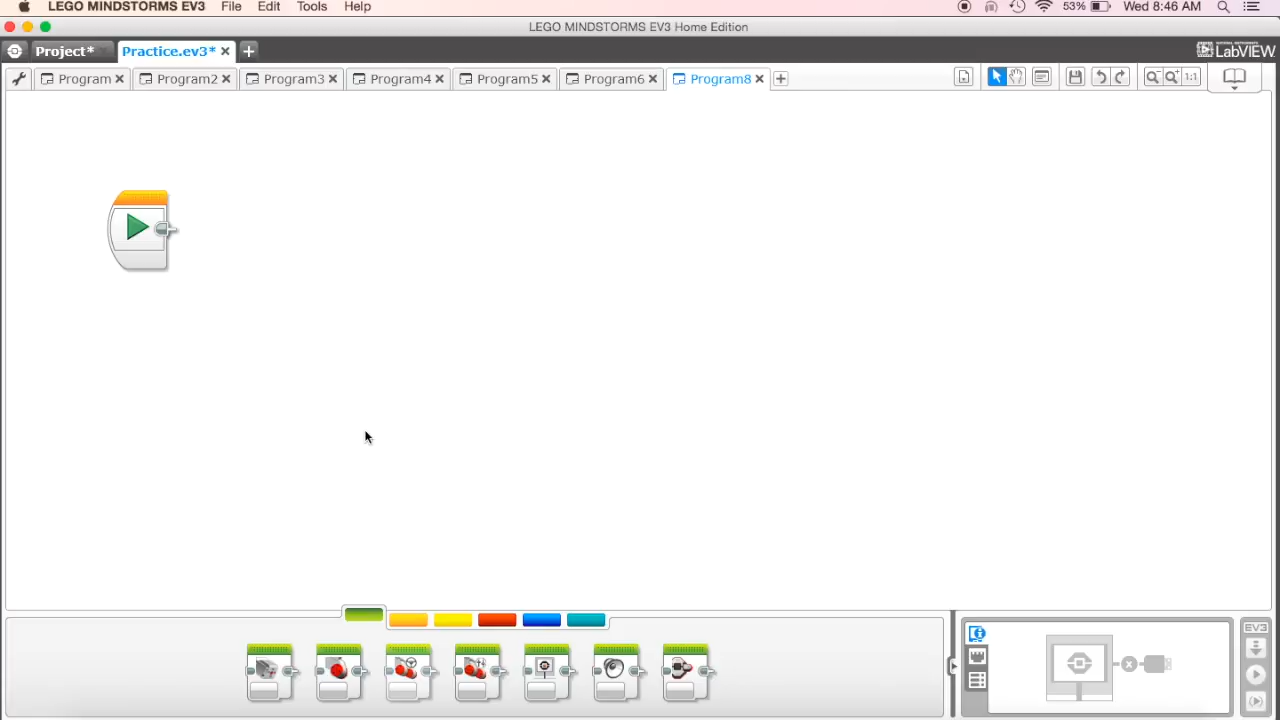 LEGO MINDSTORMS EV3 File Edit Tools Help 53% Wed 8:46 AM
LEGO MINDSTORMS EV3 Home Edition
Project* Practice.ev3* LabVIEW
Program Program2 Program3 Program4 Program5 Program6 Program8 1:1
EV3